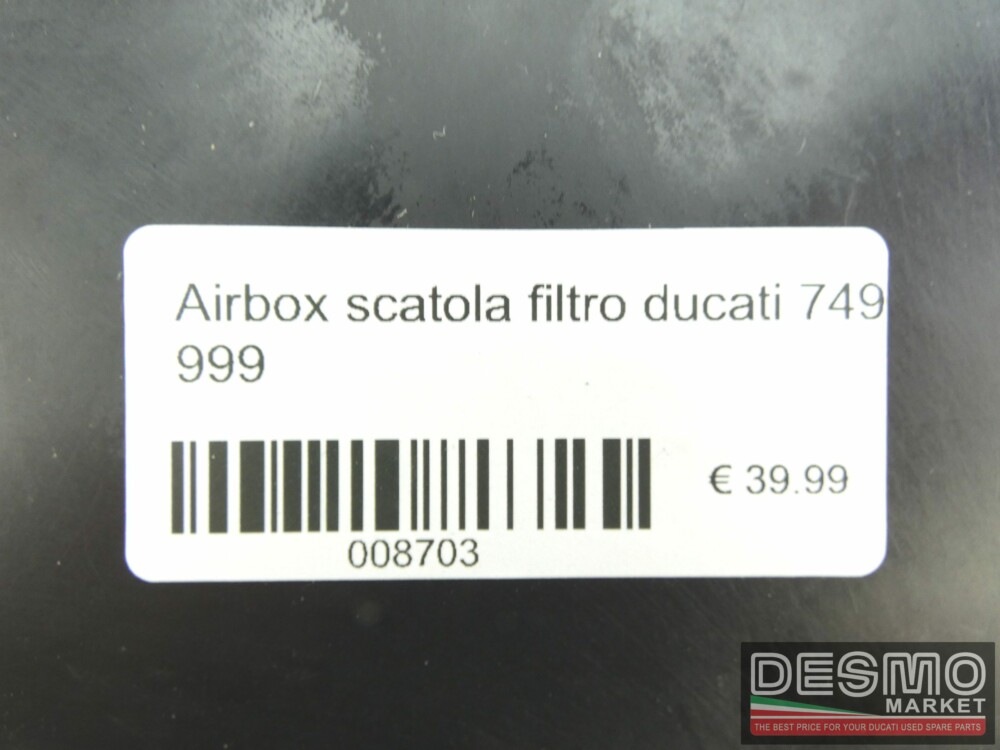 Airbox scatola filtro ducati 749
999
€ 39.99
008703
DESMO
MARKET
THE BEST PRICE FOR YOUR DUCATI USED SPARE PARTS